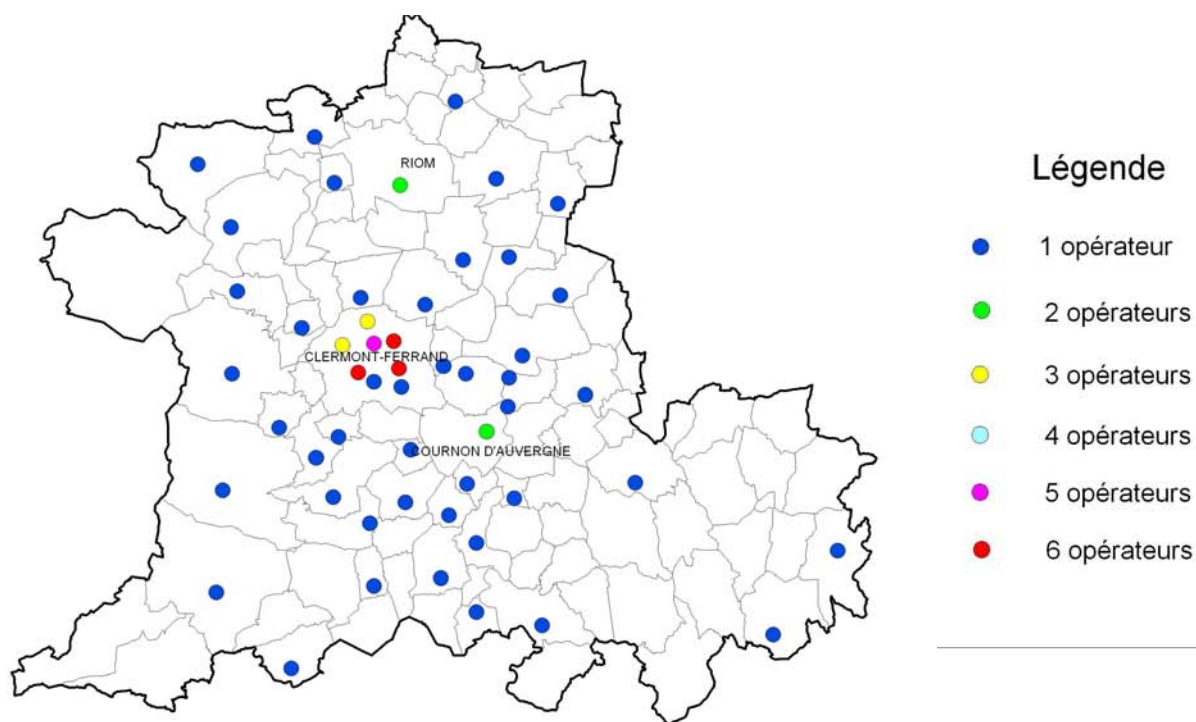 RIOM
CLERMONT-FERRAND
COURNON D'AUVERGNE
Légende
1 opérateur
2 opérateurs
3 opérateurs
4 opérateurs
5 opérateurs
6 opérateurs